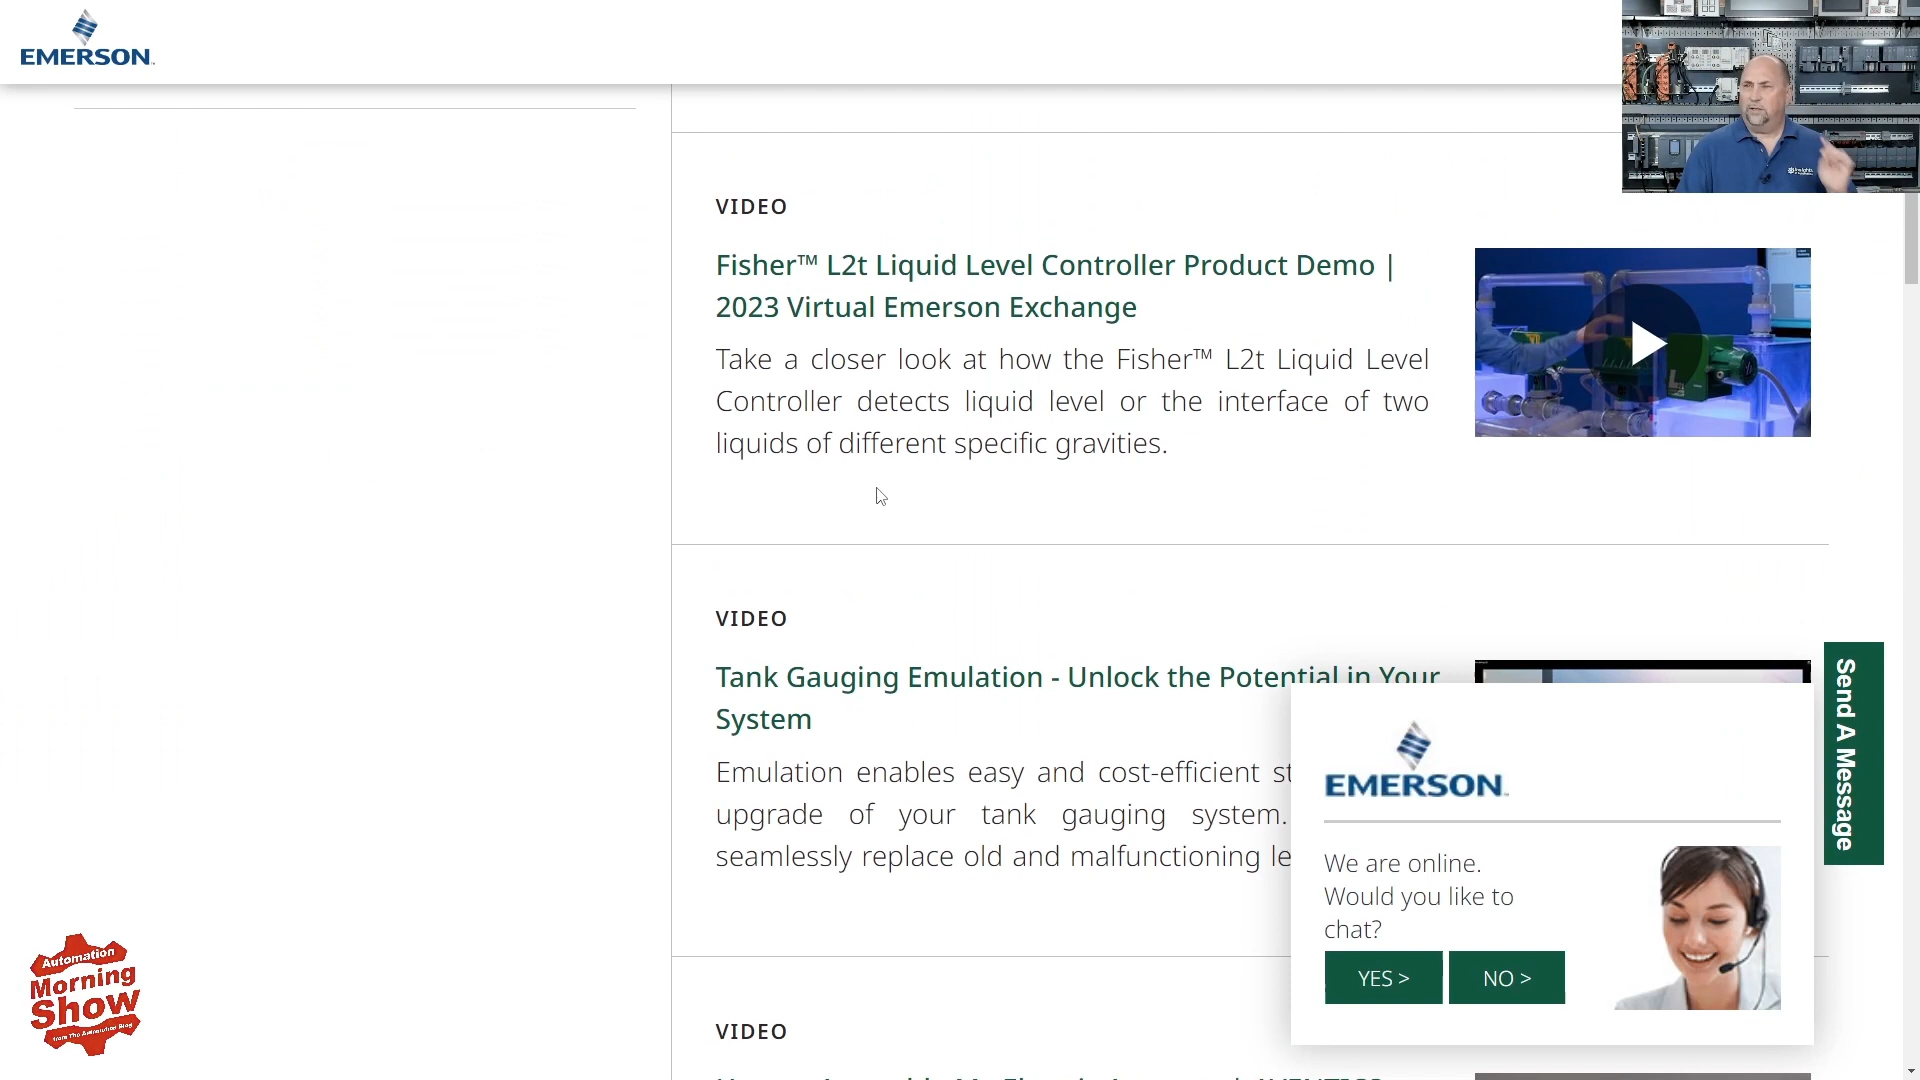 EMERSON
VIDEO
Fisher™ L2t Liquid Level Controller Product Demo |
2023 Virtual Emerson Exchange
Take a closer look at how the Fisher™ L2t Liquid Level
Controller detects liquid level or the interface of two
liquids of different specific gravities.
VIDEO
Tank Gauging Emulation - Unlock the Potential in Your
System
Emulation enables easy and cost-efficient
upgrade of your tank gauging system.
seamlessly replace old and malfunctioning
Send A Message
EMERSON
We are online.
Would you like to
chat?
YES >
NO >
VIDEO
Automation
Morning
Show
from The Automation Blog